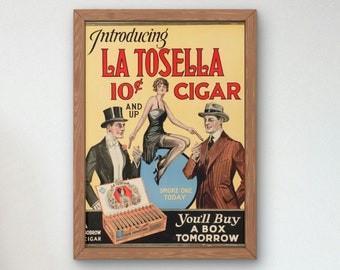 Introducing
LA TOSELLA
10¢ CIGAR
AND
UP
SMOKE ONE
TODAY
You'll Buy
A BOX
TOMORROW
CIGAR